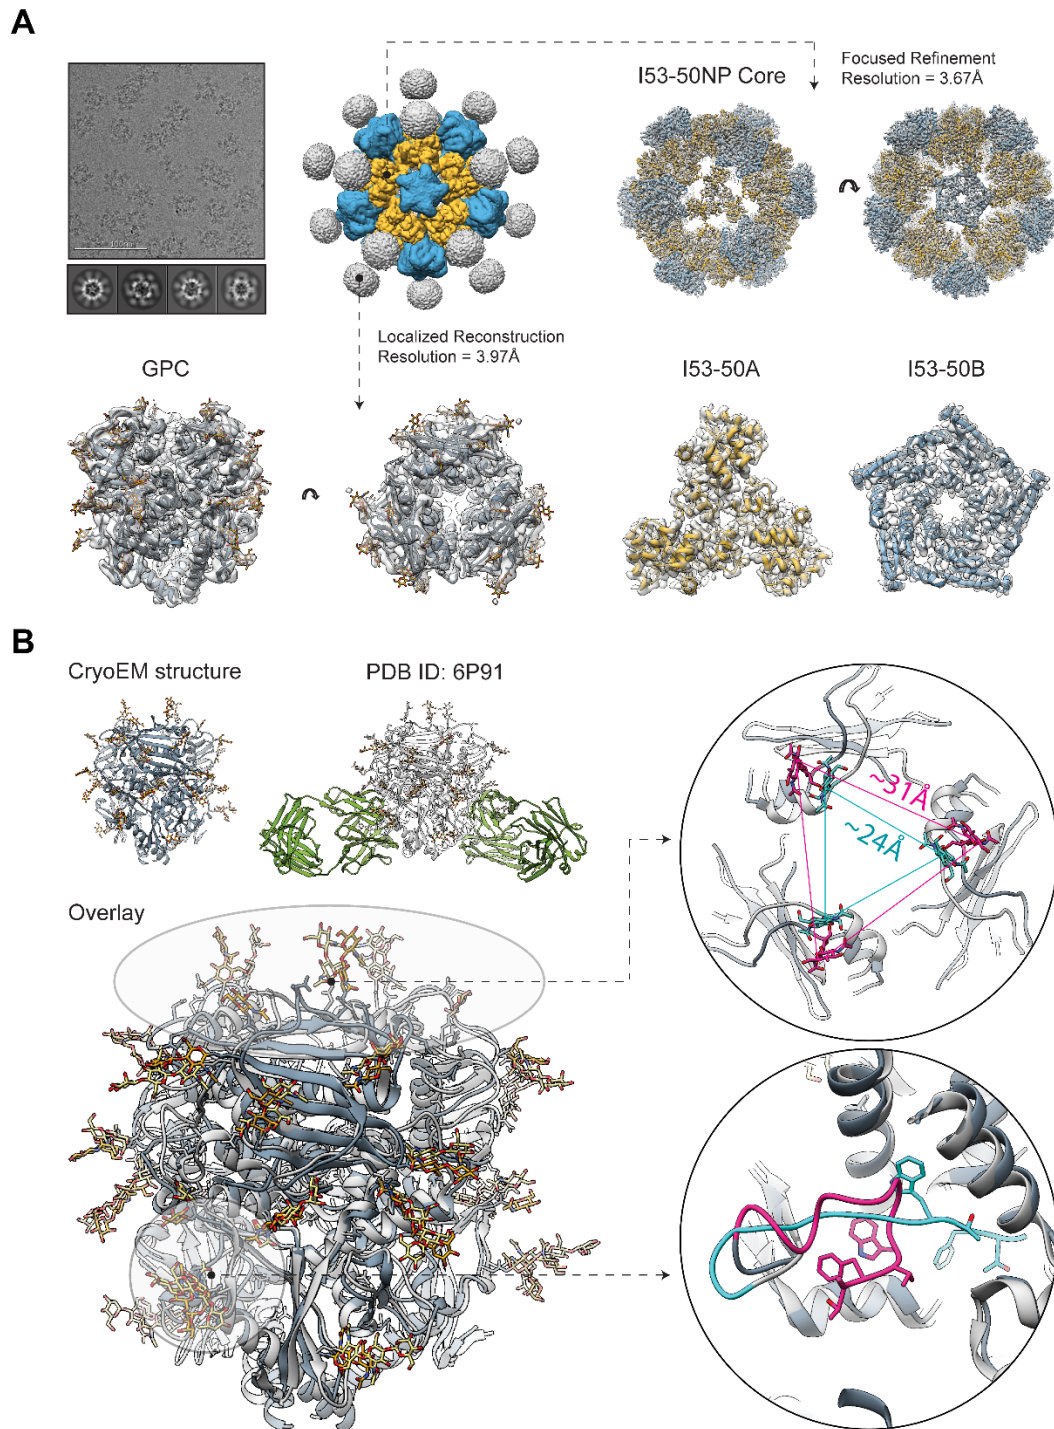 A
100nm
I53-50NP Core
Focused Refinement
Resolution = 3.67Å
Localized Reconstruction
Resolution = 3.97Å
GPC
I53-50A
I53-50B
B
CryoEM structure
PDB ID: 6P91
~31Å
~24Å
Overlay